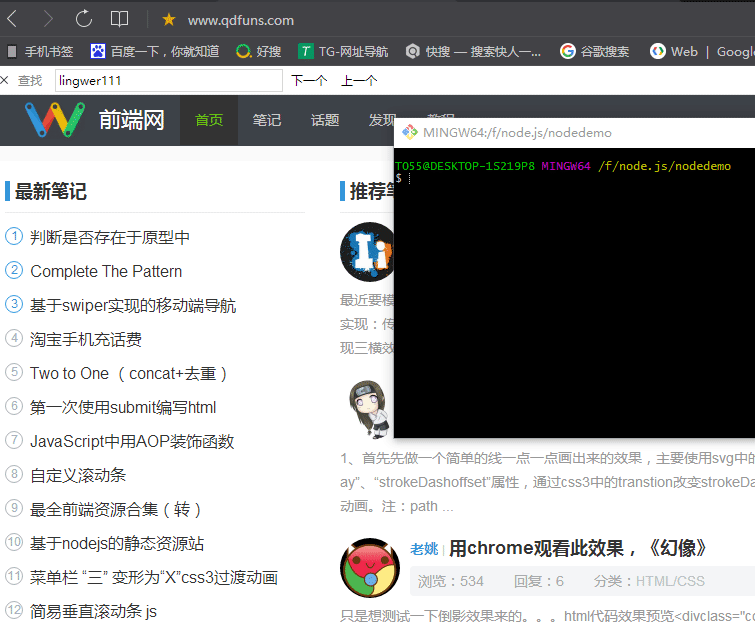 www.qdfuns.com
手机书签 百度一下，你就知道 好搜 TG-网址导航 快搜 — 搜索快人一... 谷歌搜索 Web | Googl
查找 lingwer111 下一个 上一个
前端网 首页 笔记 话题 发现 教程
MINGW64:/f/node.js/nodedemo
TO55@DESKTOP-1S219P8 MINGW64 /f/node.js/nodedemo
$
最新笔记
1 判断是否存在于原型中
2 Complete The Pattern
3 基于swiper实现的移动端导航
4 淘宝手机充话费
5 Two to One （concat+去重）
6 第一次使用submit编写html
7 JavaScript中用AOP装饰函数
8 自定义滚动条
9 最全前端资源合集（转）
10 基于nodejs的静态资源站
11 菜单栏 “三” 变形为“X”css3过渡动画
12 简易垂直滚动条 js
推荐笔
最近要模
实现：传
现三横效
1、首先先做一个简单的线一点一点画出来的效果，主要使用svg中的
ay”、“strokeDashoffset”属性，通过css3中的transtion改变strokeDa
动画。注：path ...
老姚 | 用chrome观看此效果，《幻像》
浏览：534 回复：6 分类：HTML/CSS
只是想测试一下倒影效果来的。。。html代码效果预览<divclass="co